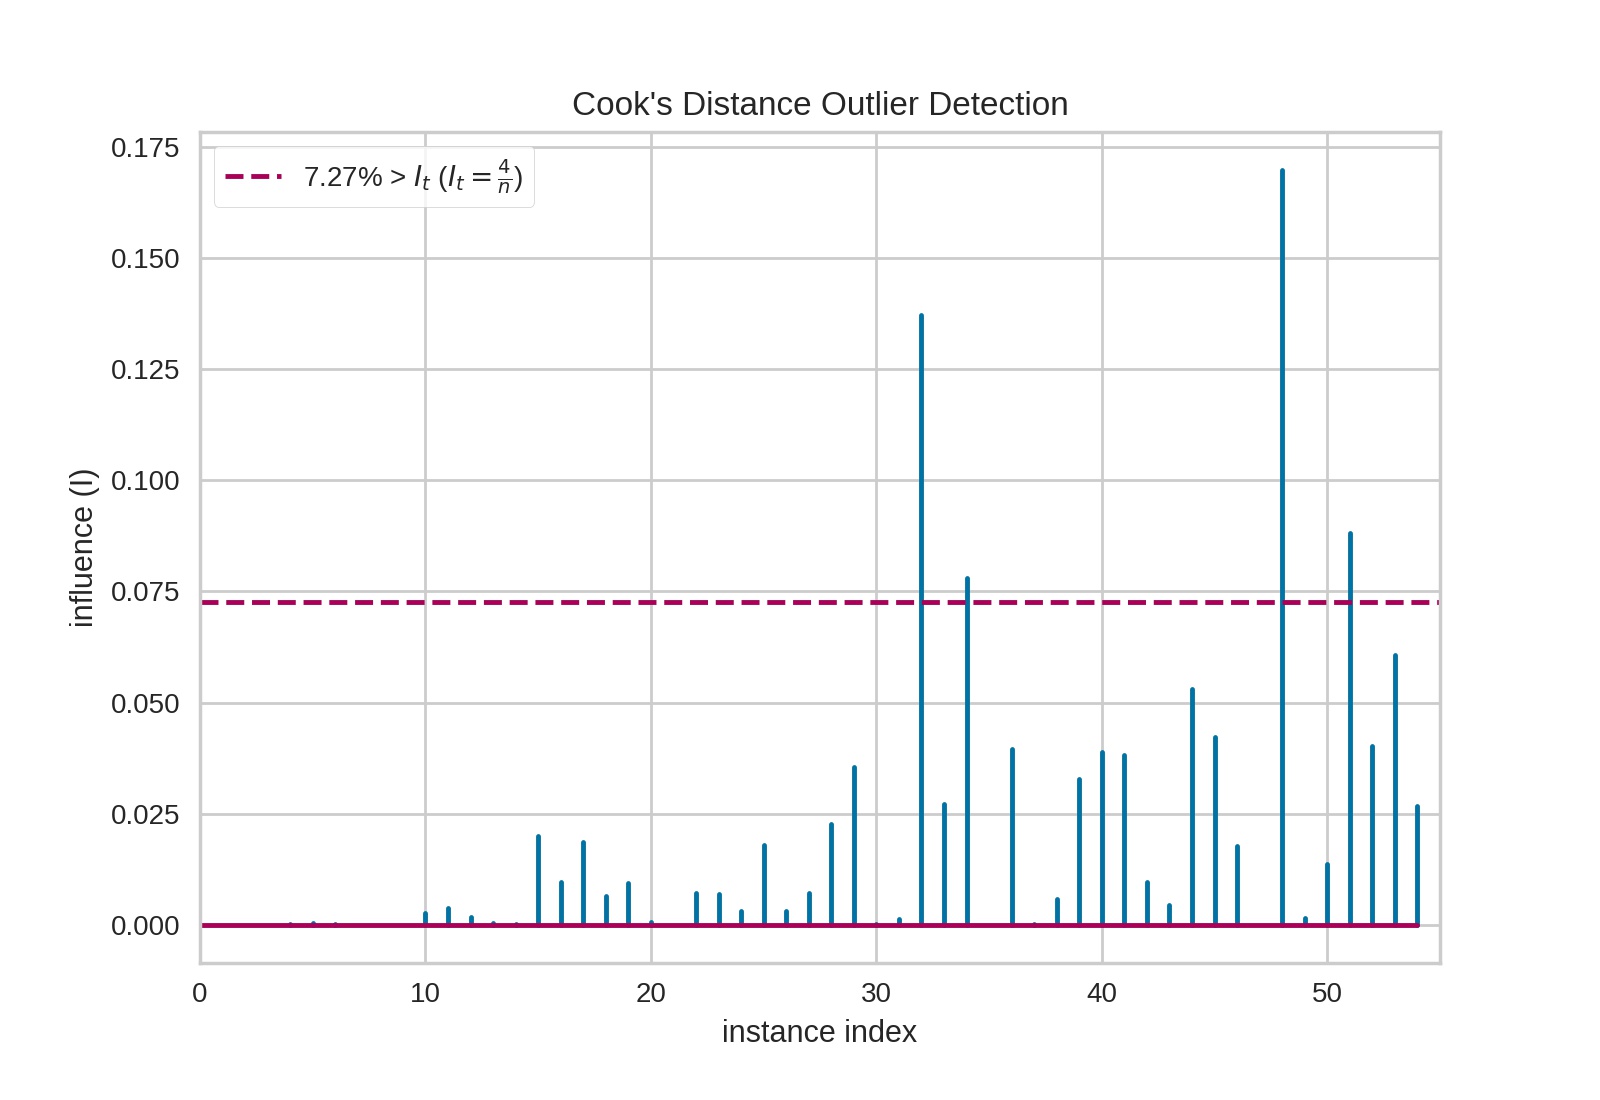 Cook's Distance Outlier Detection
7.27% > I_t (I_t = 4/n)
0.175
0.150
0.125
0.100
0.075
0.050
0.025
0.000
influence (I)
0 10 20 30 40 50
instance index